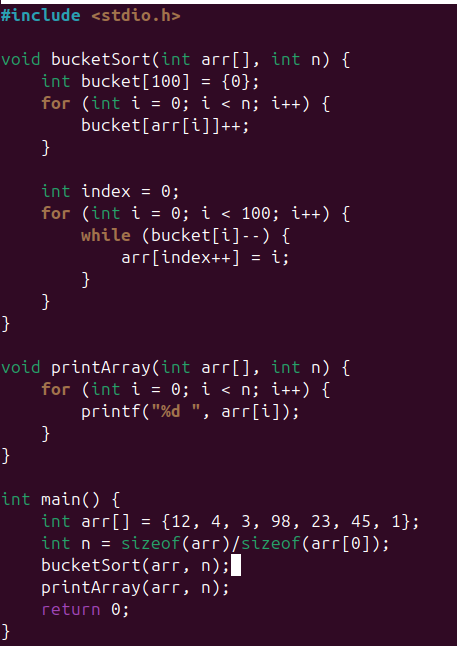 #include <stdio.h>

void bucketSort(int arr[], int n) {
    int bucket[100] = {0};
    for (int i = 0; i < n; i++) {
        bucket[arr[i]]++;
    }

    int index = 0;
    for (int i = 0; i < 100; i++) {
        while (bucket[i]--) {
            arr[index++] = i;
        }
    }
}

void printArray(int arr[], int n) {
    for (int i = 0; i < n; i++) {
        printf("%d ", arr[i]);
    }
}

int main() {
    int arr[] = {12, 4, 3, 98, 23, 45, 1};
    int n = sizeof(arr)/sizeof(arr[0]);
    bucketSort(arr, n);
    printArray(arr, n);
    return 0;
}